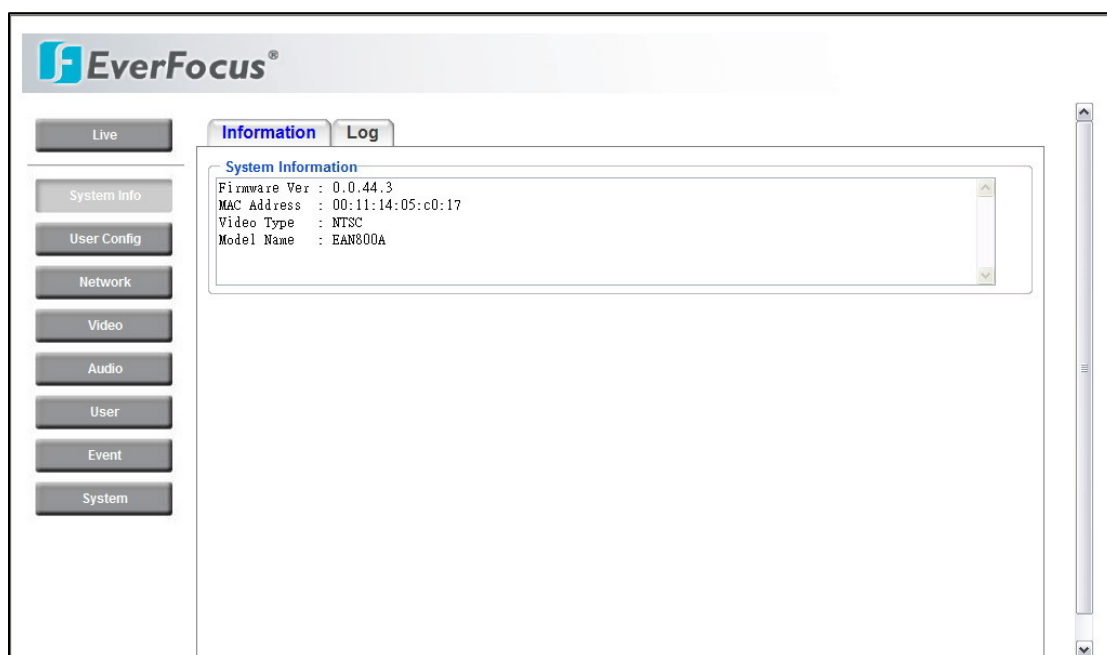 EverFocus®
Live
System Info
User Config
Network
Video
Audio
User
Event
System
Information Log
System Information
Firmware Ver : 0.0.44.3
MAC Address : 00:11:14:05:c0:17
Video Type : NTSC
Model Name : EAN800A